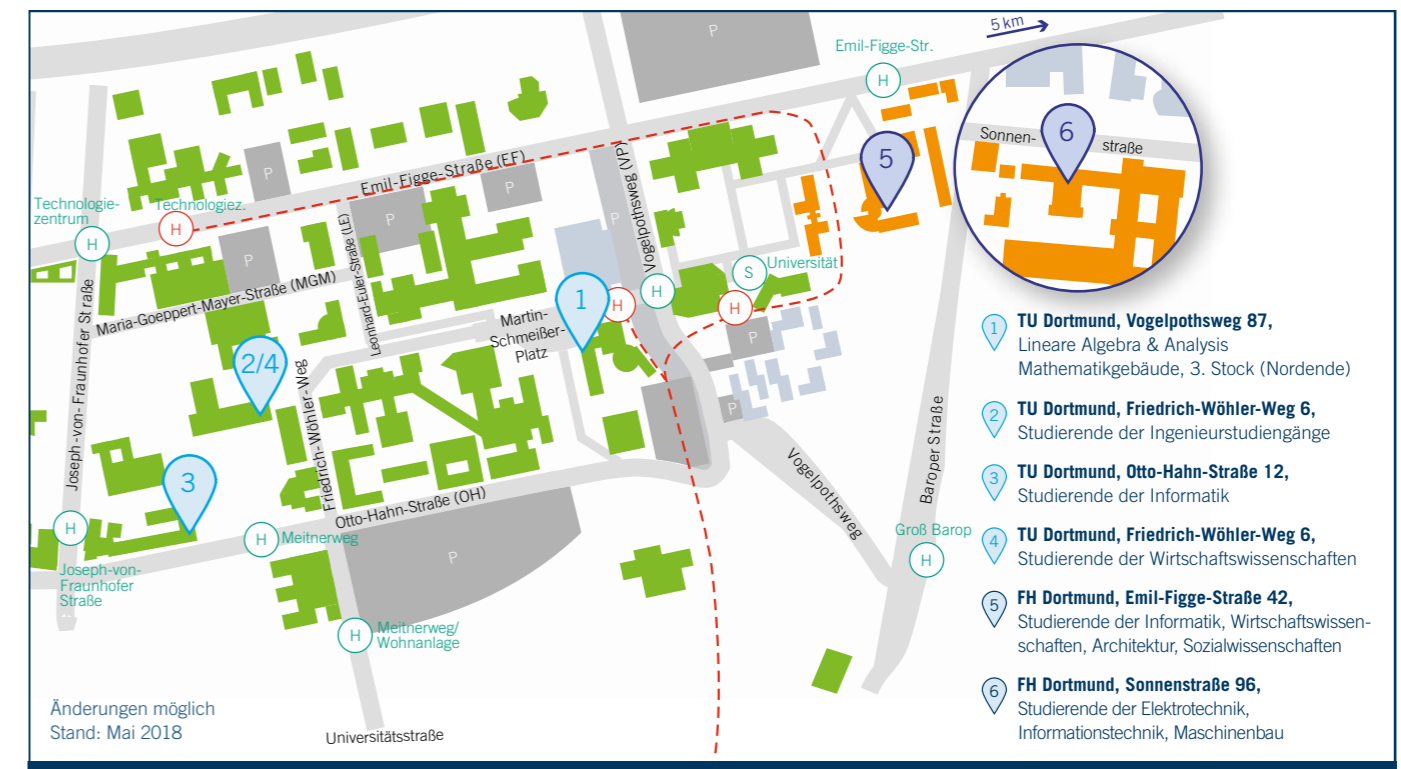 5 km
Emil-Figge-Str.
H
P
Sonnen-
straße
6
5
P
P
P
P
P
Emil-Figge-Straße (EF)
Vogelpothsweg (VP)
Technologie-
zentrum
H
Technologiez.
H
P
Leonhard-Euler-Straße (LE)
Maria-Goeppert-Mayer-Straße (MGM)
Joseph-von-Fraunhofer Straße
S
Universität
H
H
H
1
Martin-
Schmeißer-
Platz
P
P
2/4
Friedrich-Wöhler-Weg
3
P
Otto-Hahn-Straße (OH)
Vogelpothsweg
Baroper Straße
H
Joseph-von-
Fraunhofer
Straße
H
Meitnerweg
P
Groß Barop
H
H
Meitnerweg/
Wohnanlage
Universitätsstraße
Änderungen möglich
Stand: Mai 2018
1
TU Dortmund, Vogelpothsweg 87,
Lineare Algebra & Analysis
Mathematikgebäude, 3. Stock (Nordende)
2
TU Dortmund, Friedrich-Wöhler-Weg 6,
Studierende der Ingenieurstudiengänge
3
TU Dortmund, Otto-Hahn-Straße 12,
Studierende der Informatik
4
TU Dortmund, Friedrich-Wöhler-Weg 6,
Studierende der Wirtschaftswissenschaften
5
FH Dortmund, Emil-Figge-Straße 42,
Studierende der Informatik, Wirtschaftswissen-
schaften, Architektur, Sozialwissenschaften
6
FH Dortmund, Sonnenstraße 96,
Studierende der Elektrotechnik,
Informationstechnik, Maschinenbau